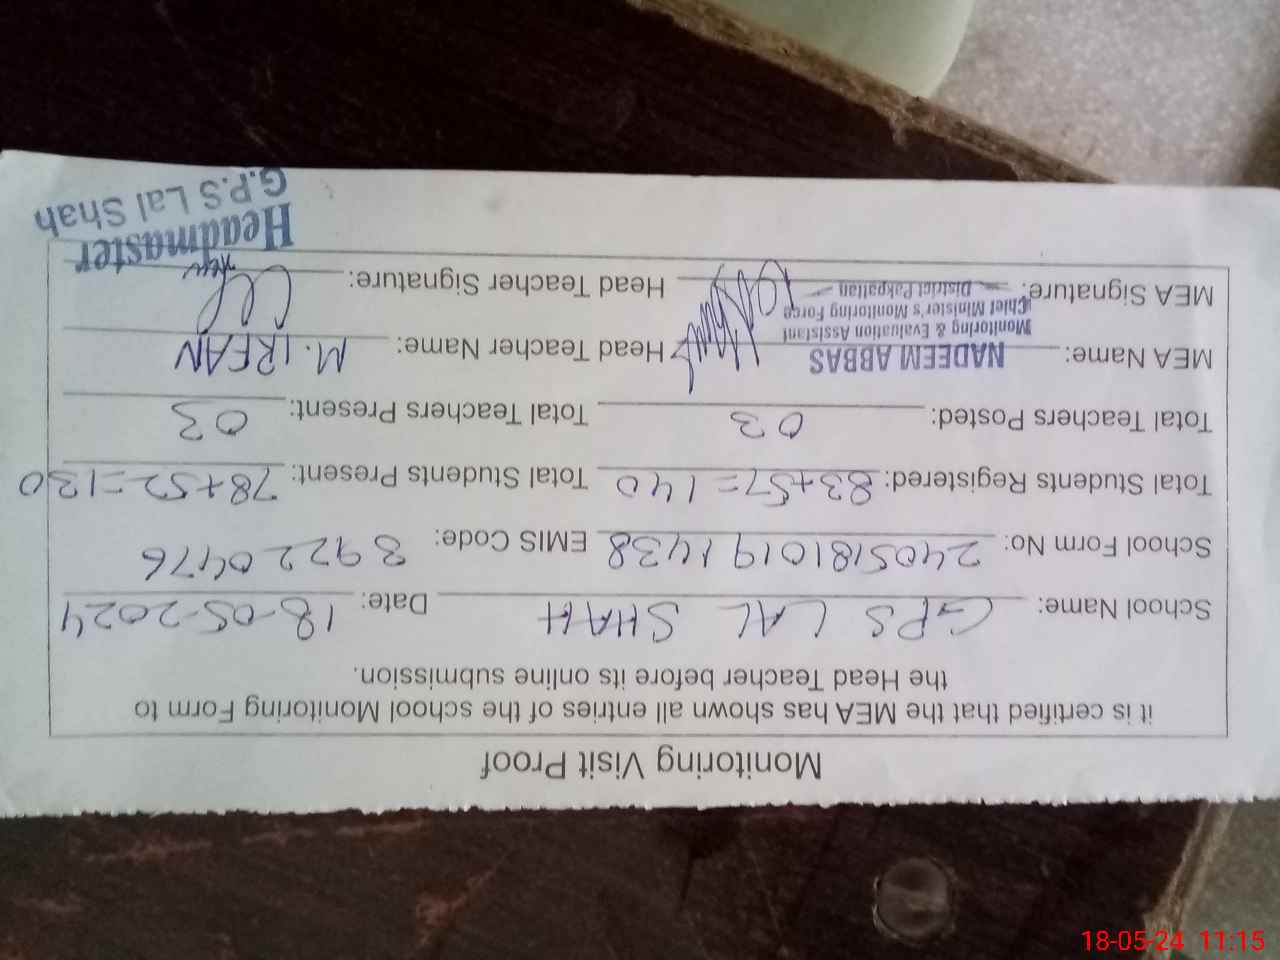 Monitoring Visit Proof
it is certified that the MEA has shown all entries of the school Monitoring Form to
the Head Teacher before its online submission.
School Name: GPS LAL SHAH Date: 18-05-2024
School Form No: 24051810191438 EMIS Code: 39220476
Total Students Registered: 83+57=140 Total Students Present: 78+52=130
Total Teachers Posted: 03 Total Teachers Present: 03
MEA Name: NADEEM ABBAS Head Teacher Name: M. IRFAN
Monitoring & Evaluation Assistant
Chief Minister's Monitoring Force
District Pakpattan
MEA Signature: Head Teacher Signature:
Headmaster
G.P.S Lal Shah
18-05-24 11:15